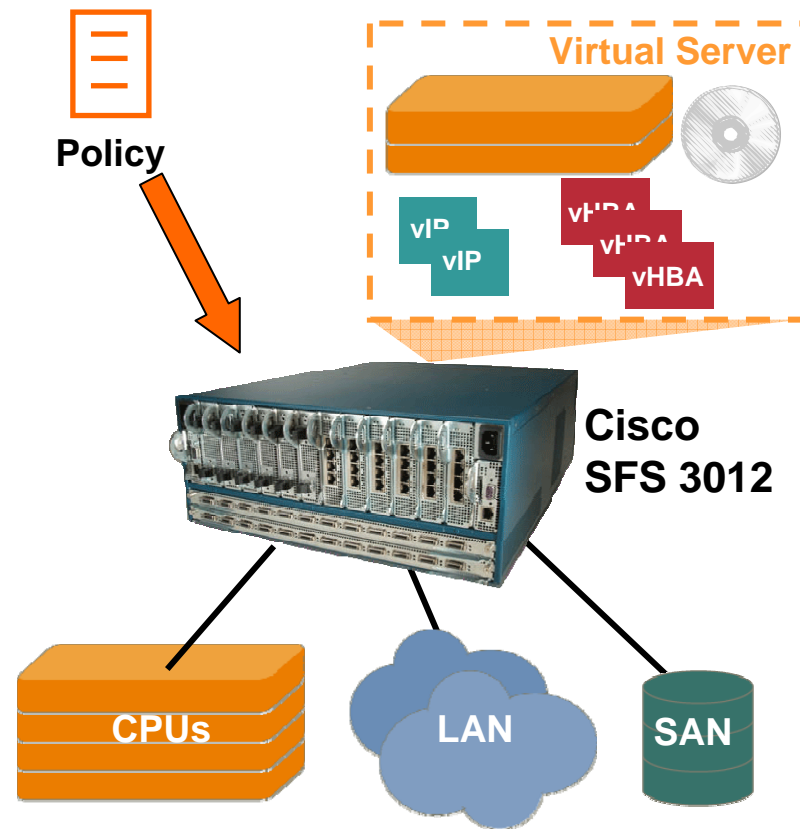 Virtual Server
Policy
vIP
vIP
vHBA
vHBA
vHBA
Cisco
SFS 3012
CPUs
LAN
SAN